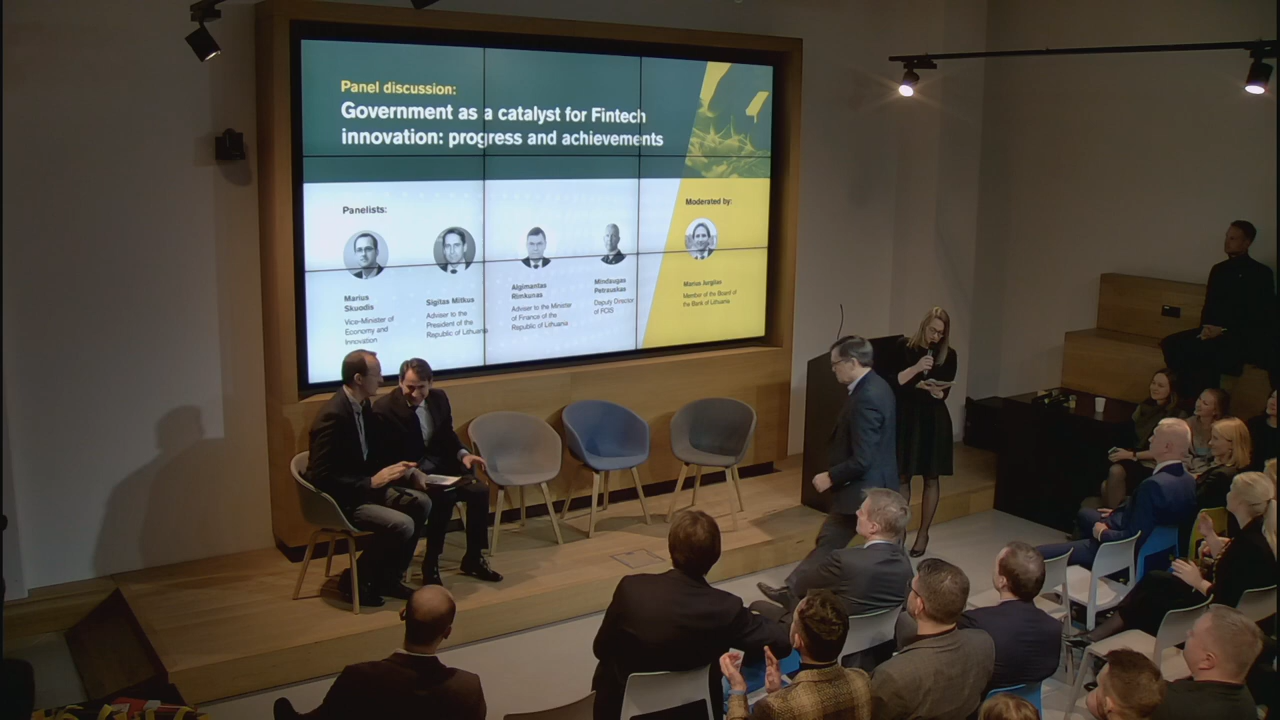 Panel discussion:
Government as a catalyst for Fintech
innovation: progress and achievements
Panelists:
Marius
Skuodis
Vice-Minister of
Economy and
Innovation
Sigitas Mitkus
Adviser to the
President of the
Republic of Lithuania
Algimantas
Rimkūnas
Adviser to the Minister
of Finance of the
Republic of Lithuania
Mindaugas
Petrauskas
Deputy Director
of FCIS
Moderated by:
Marius Jurgilas
Member of the Board of
the Bank of Lithuania